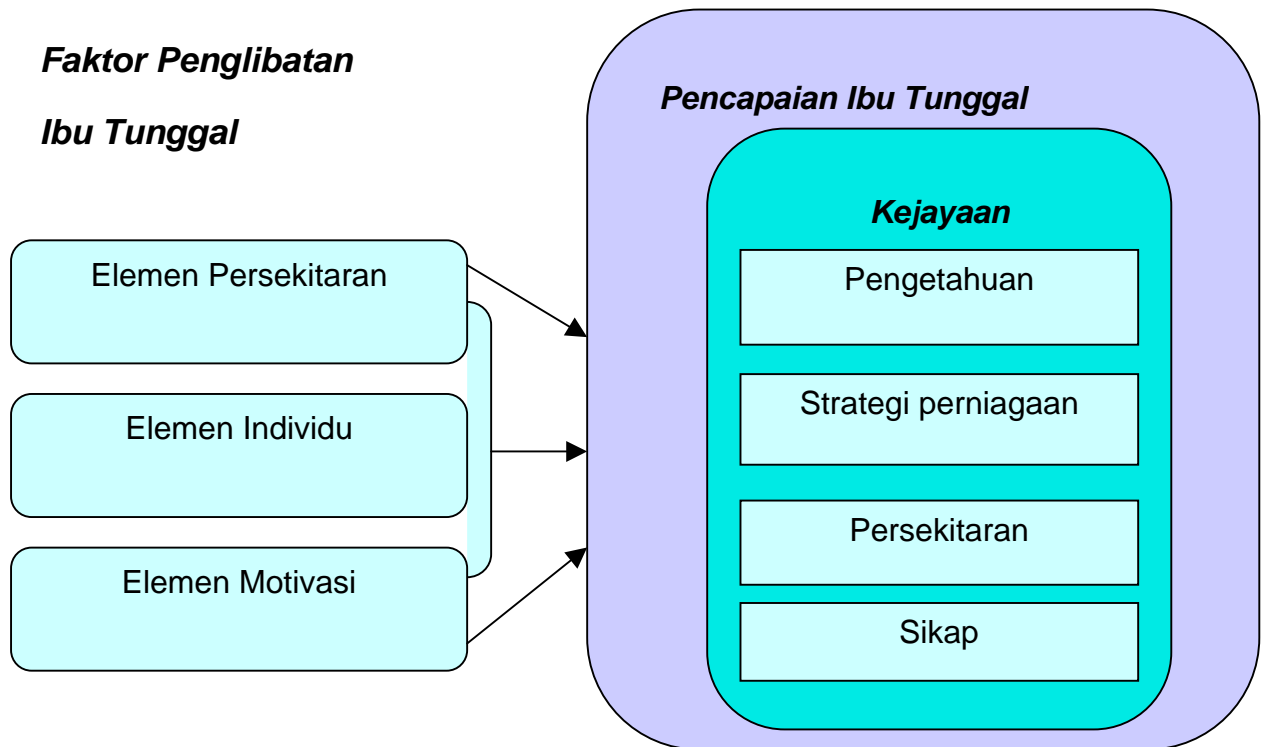 Faktor Penglibatan
Ibu Tunggal
Elemen Persekitaran
Elemen Individu
Elemen Motivasi
Pencapaian Ibu Tunggal
Kejayaan
Pengetahuan
Strategi perniagaan
Persekitaran
Sikap